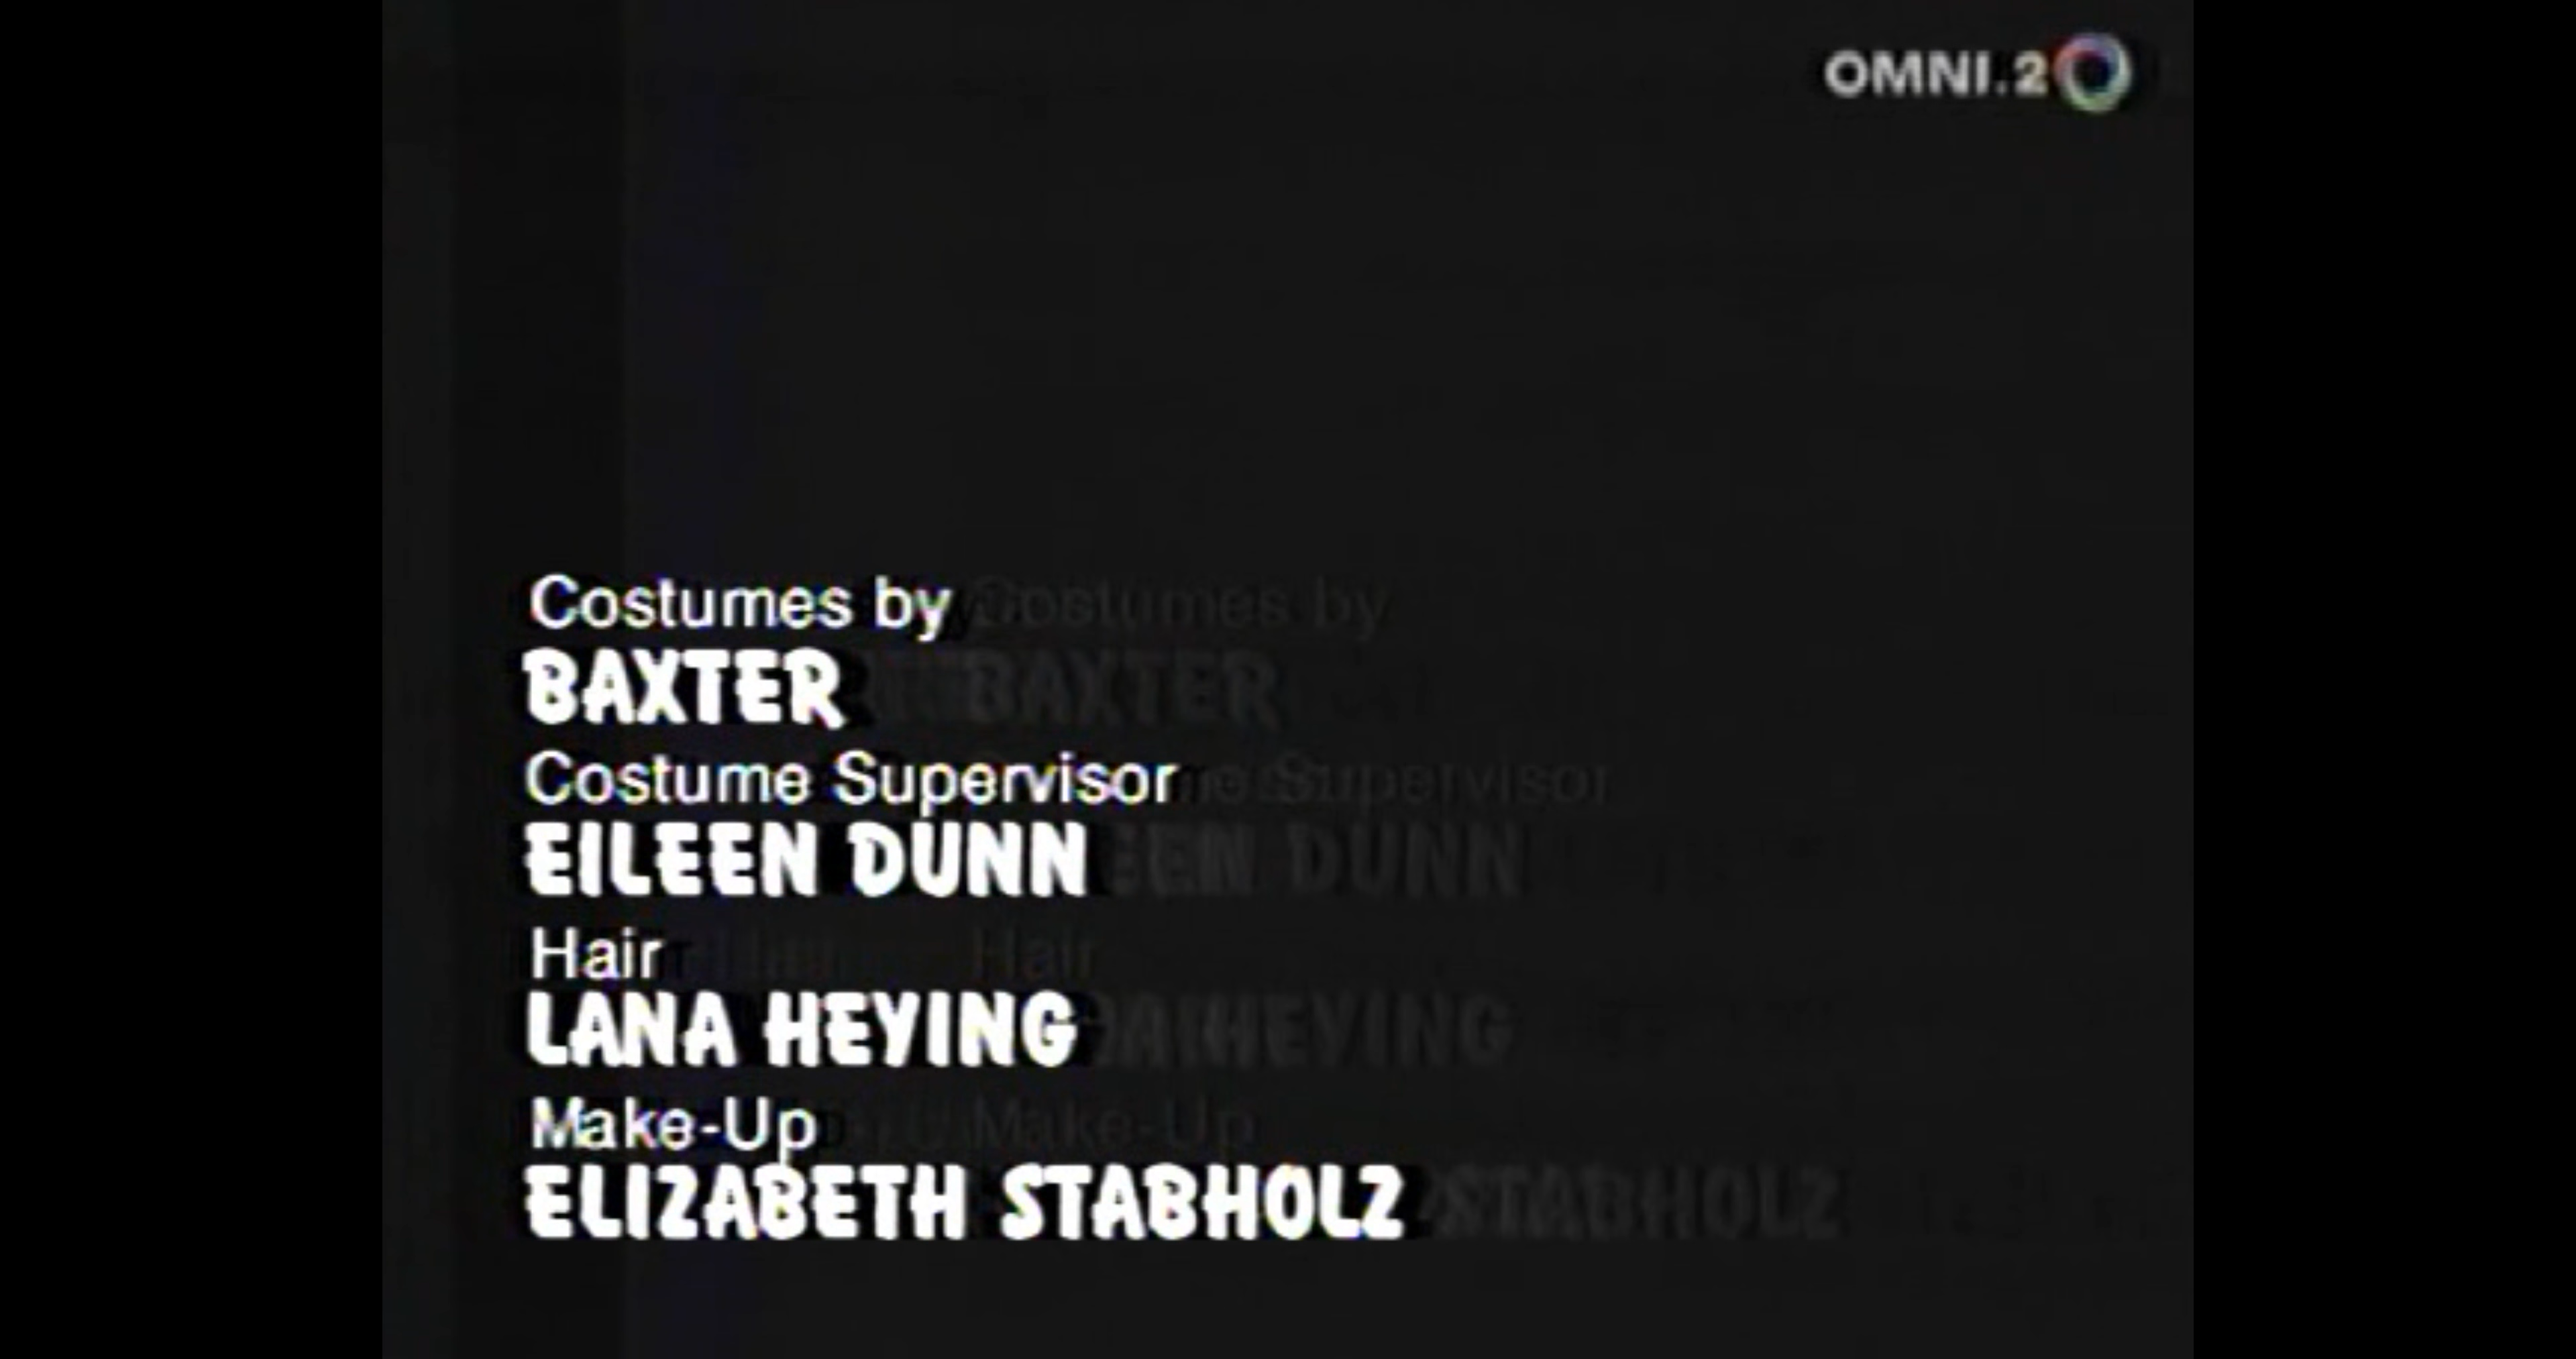 OMNI.2
Costumes by
BAXTER
Costume Supervisor
EILEEN DUNN
Hair
LANA HEYING
Make-Up
ELIZABETH STABHOLZ